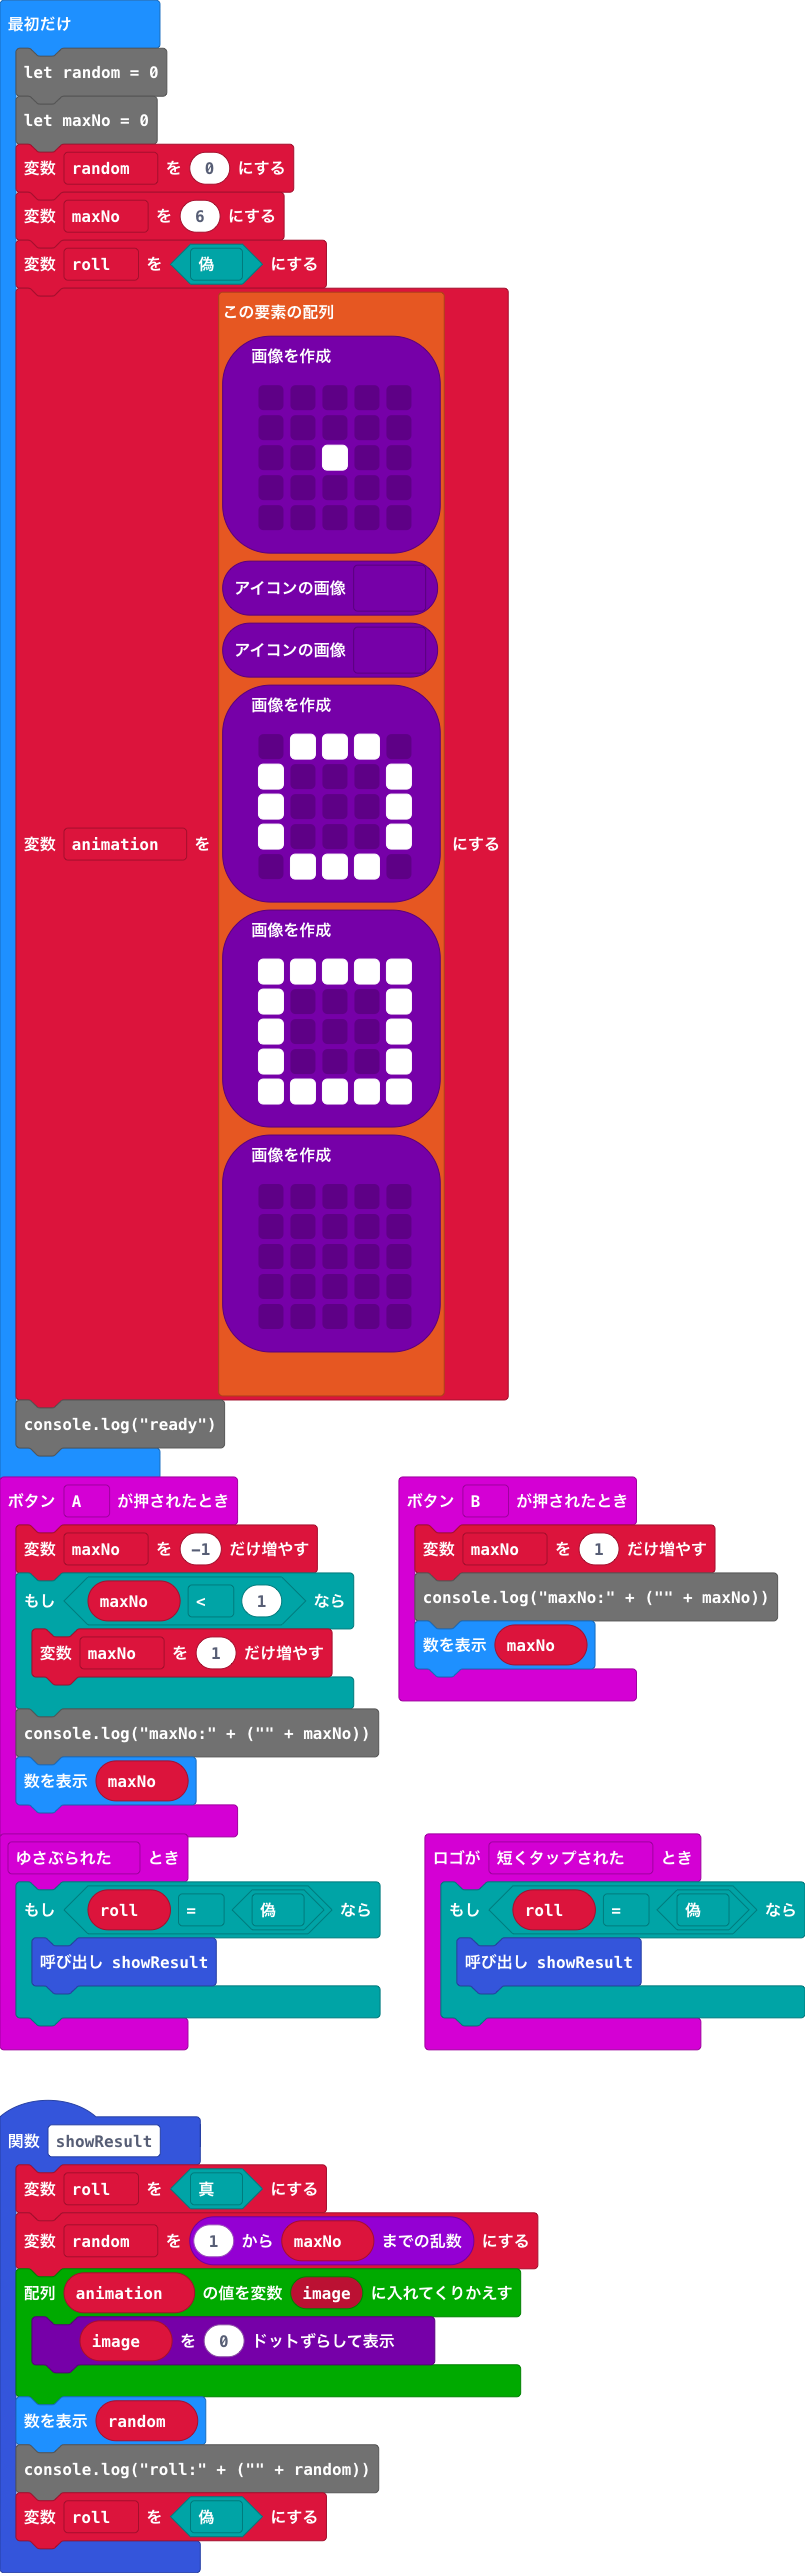 最初だけ
let random = 0
let maxNo = 0
変数 random を 0 にする
変数 maxNo を 6 にする
変数 roll を 偽 にする
この要素の配列
画像を作成
アイコンの画像
アイコンの画像
画像を作成
変数 animation を にする
画像を作成
画像を作成
console.log("ready")
ボタン A が押されたとき
変数 maxNo を -1 だけ増やす
もし maxNo < 1 なら
変数 maxNo を 1 だけ増やす
console.log("maxNo:" + ("" + maxNo))
数を表示 maxNo
ボタン B が押されたとき
変数 maxNo を 1 だけ増やす
console.log("maxNo:" + ("" + maxNo))
数を表示 maxNo
ゆさぶられた とき
もし roll = 偽 なら
呼び出し showResult
ロゴが 短くタップされた とき
もし roll = 偽 なら
呼び出し showResult
関数 showResult
変数 roll を 真 にする
変数 random を 1 から maxNo までの乱数 にする
配列 animation の値を変数 image に入れてくりかえす
image を 0 ドットずらして表示
数を表示 random
console.log("roll:" + ("" + random))
変数 roll を 偽 にする